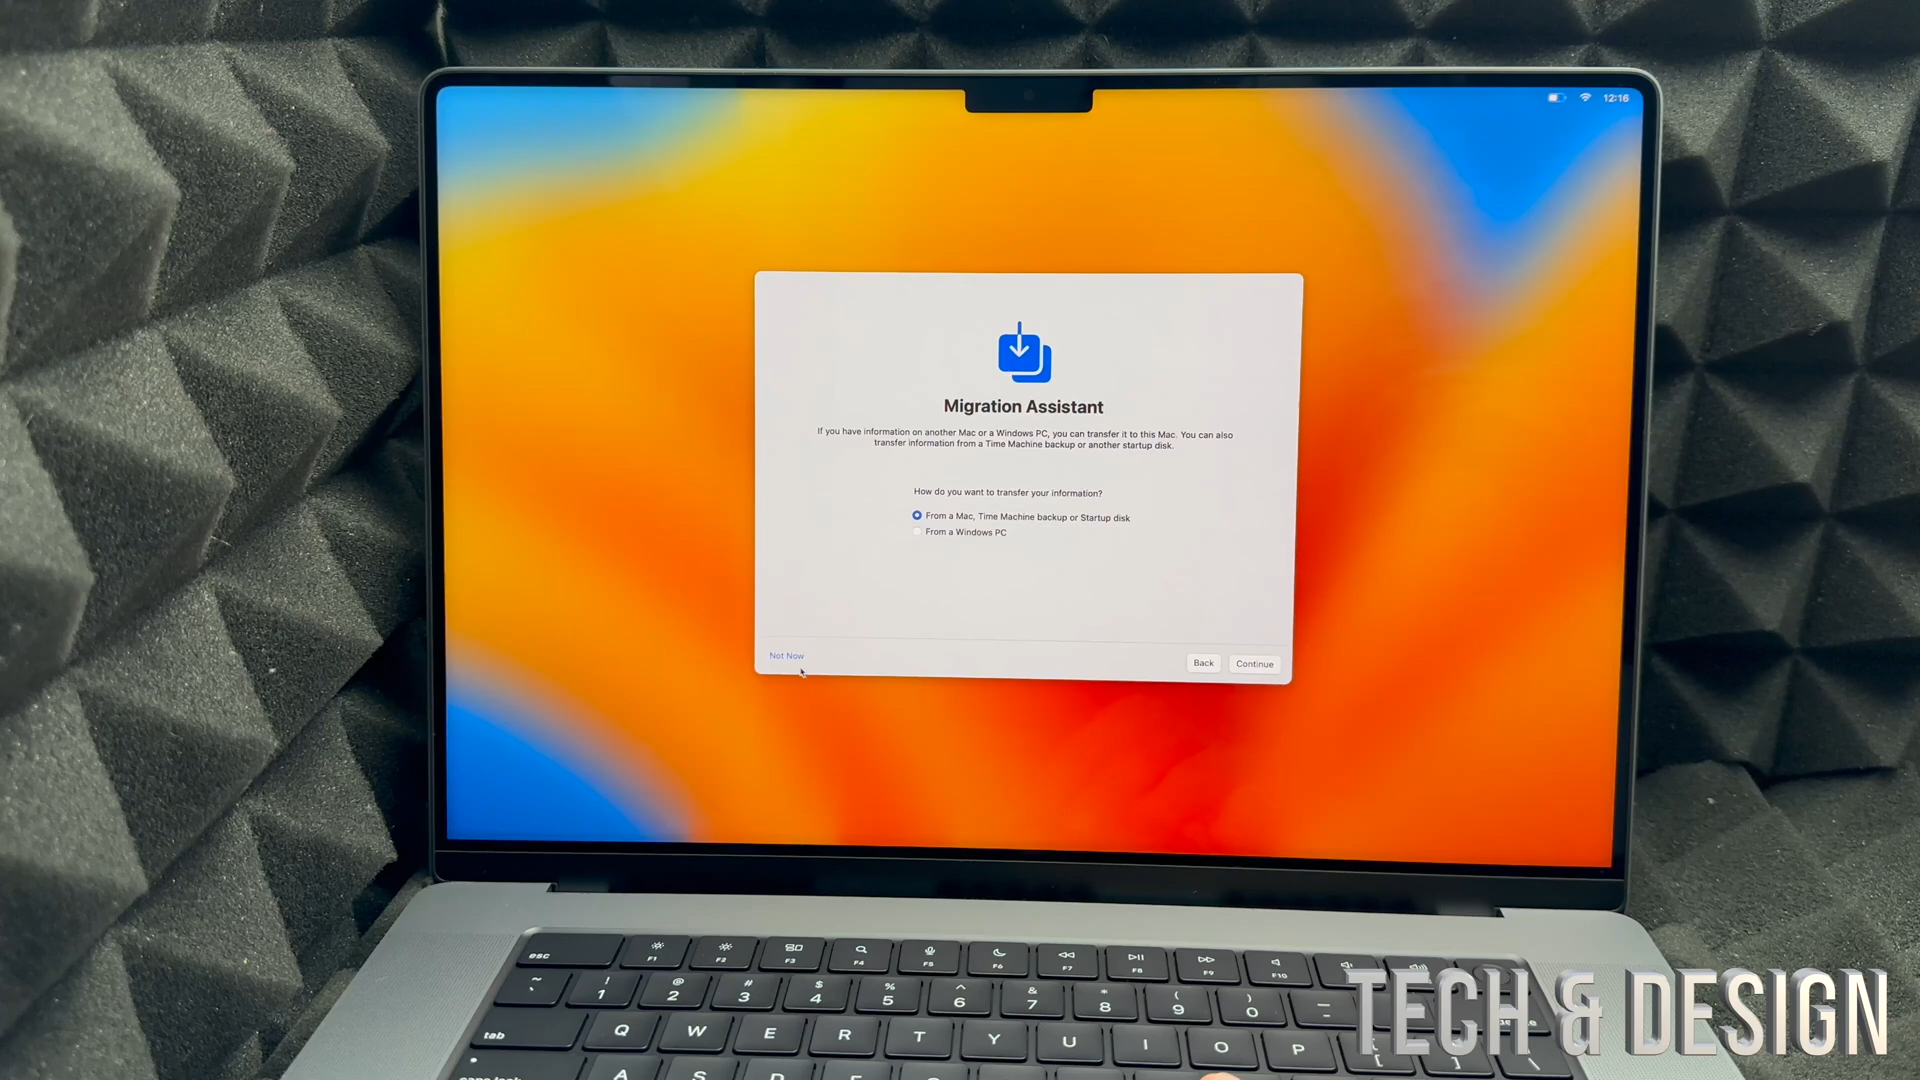 12:16
Migration Assistant
If you have information on another Mac or a Windows PC, you can transfer it to this Mac. You can also
transfer information from a Time Machine backup or another startup disk.
How do you want to transfer your information?
From a Mac, Time Machine backup or Startup disk
From a Windows PC
Not Now
Back
Continue
esc
F1 F2 F3 F4 F5 F6 F7 F8 F9 F10
~ ! @ # $ % ^ & * ( ) _
1 2 3 4 5 6 7 8 9 0 -
tab Q W E R T Y U I O P [ ] \
A S D
TECH & DESIGN